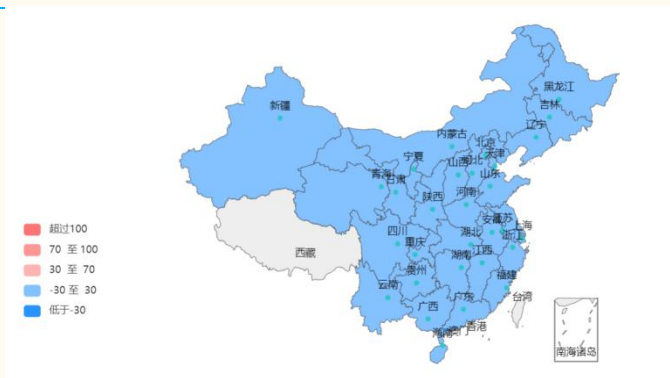 黑龙江
吉林
新疆
辽宁
内蒙古
北京
天津
宁夏
山西
河北
青海
甘肃
山东
陕西
河南
安徽
江苏
上海
四川
湖北
浙江
重庆
湖南
江西
西藏
贵州
福建
云南
台湾
广西
广东
香港
澳门
海南
南海诸岛
超过100
70 至 100
30 至 70
-30 至 30
低于-30